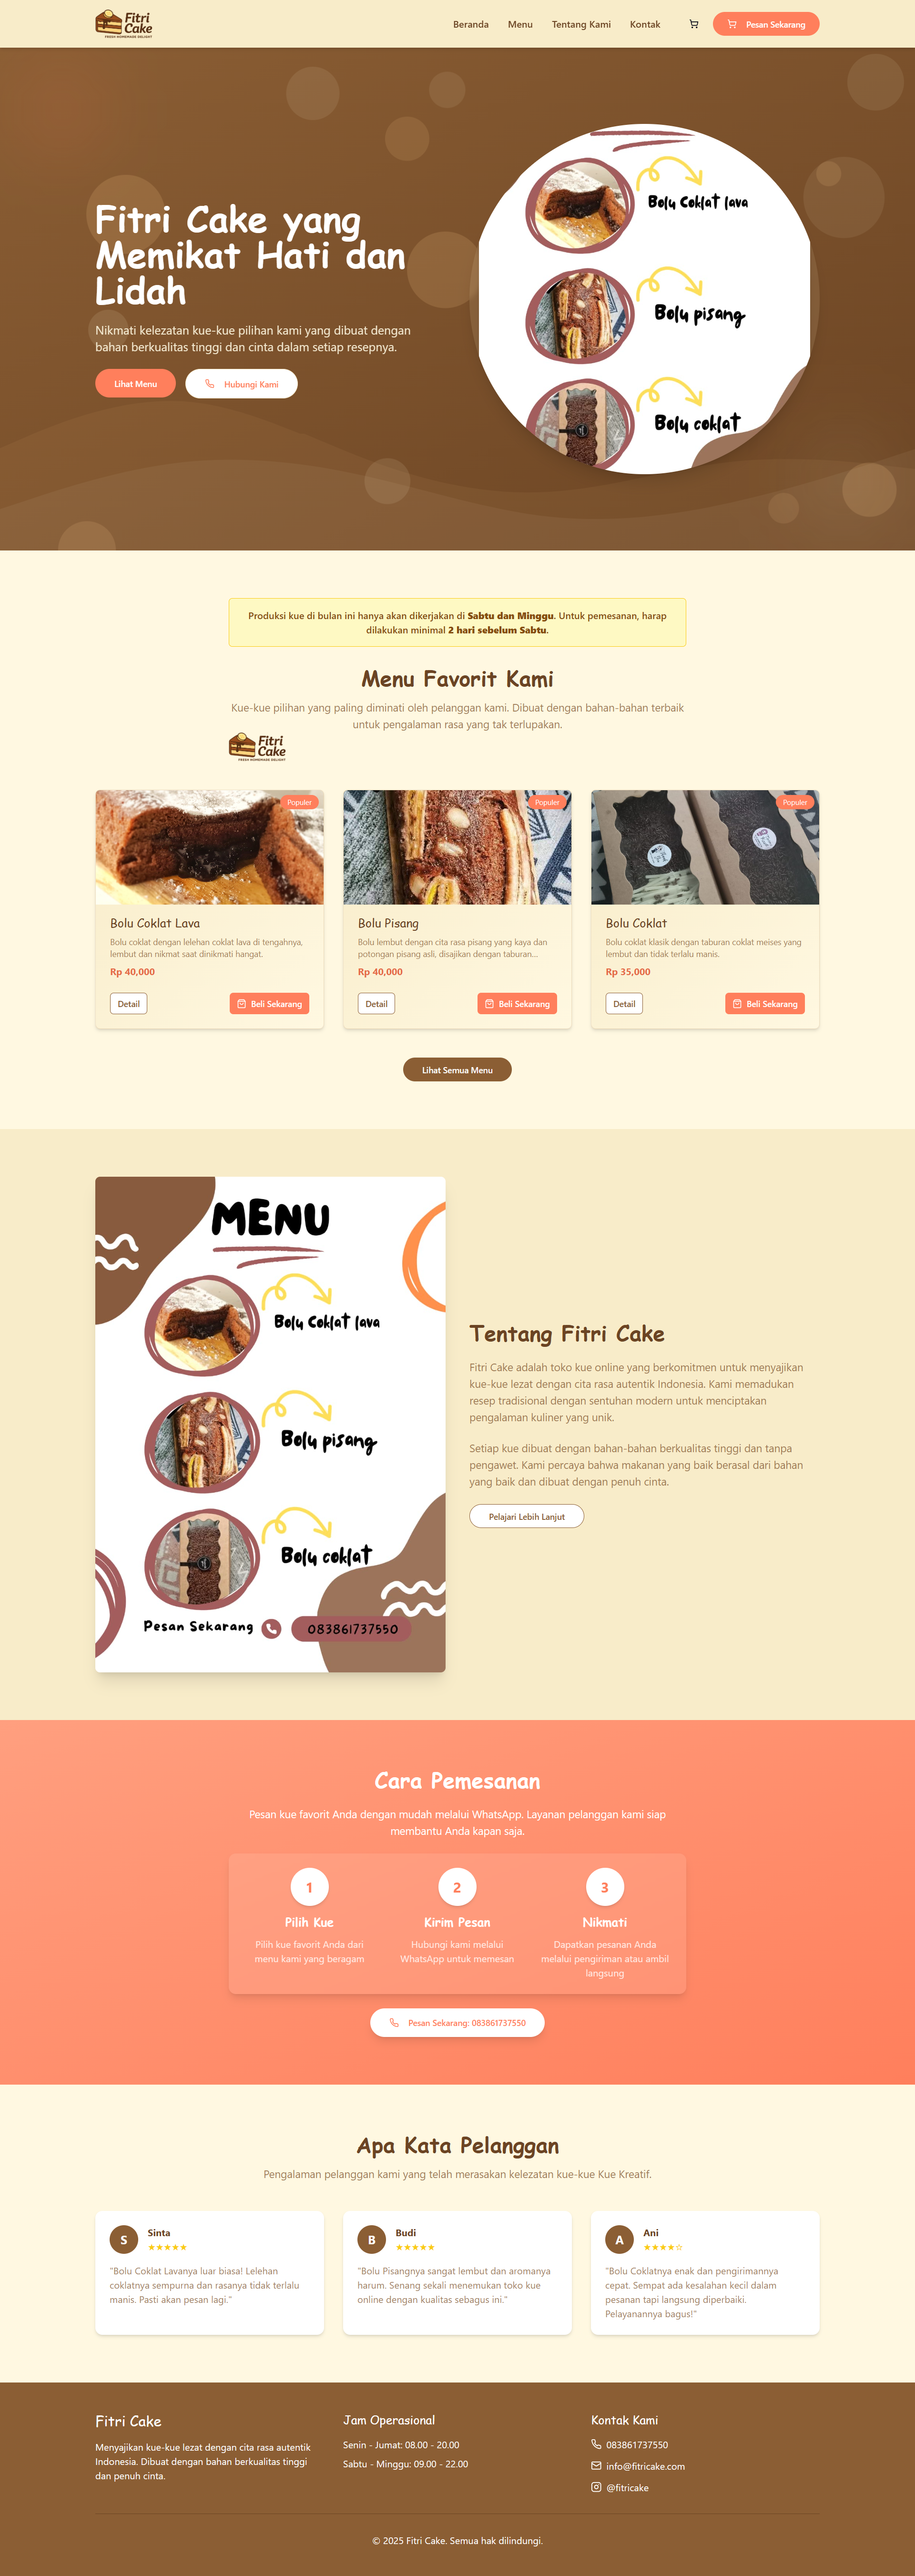 Fitri
Cake
FRESH HOMEMADE DELIGHT
Beranda
Menu
Tentang Kami
Kontak
Pesan Sekarang
Fitri Cake yang
Memikat Hati dan
Lidah
Nikmati kelezatan kue-kue pilihan kami yang dibuat dengan
bahan berkualitas tinggi dan cinta dalam setiap resepnya.
Lihat Menu
Hubungi Kami
Bolu Coklat lava
Bolu pisang
Bolu coklat
Produksi kue di bulan ini hanya akan dikerjakan di Sabtu dan Minggu. Untuk pemesanan, harap
dilakukan minimal 2 hari sebelum Sabtu.
Menu Favorit Kami
Kue-kue pilihan yang paling diminati oleh pelanggan kami. Dibuat dengan bahan-bahan terbaik
untuk pengalaman rasa yang tak terlupakan.
Fitri
Cake
FRESH HOMEMADE DELIGHT
Populer
Bolu Coklat Lava
Bolu coklat dengan lelehan coklat lava di tengahnya,
lembut dan nikmat saat dinikmati hangat.
Rp 40,000
Detail
Beli Sekarang
Populer
Bolu Pisang
Bolu lembut dengan cita rasa pisang yang kaya dan
potongan pisang asli, disajikan dengan taburan...
Rp 40,000
Detail
Beli Sekarang
Populer
Bolu Coklat
Bolu coklat klasik dengan taburan coklat meises yang
lembut dan tidak terlalu manis.
Rp 35,000
Detail
Beli Sekarang
Lihat Semua Menu
MENU
Bolu Coklat lava
Bolu pisang
Bolu coklat
Pesan Sekarang
083861737550
Tentang Fitri Cake
Fitri Cake adalah toko kue online yang berkomitmen untuk menyajikan
kue-kue lezat dengan cita rasa autentik Indonesia. Kami memadukan
resep tradisional dengan sentuhan modern untuk menciptakan
pengalaman kuliner yang unik.
Setiap kue dibuat dengan bahan-bahan berkualitas tinggi dan tanpa
pengawet. Kami percaya bahwa makanan yang baik berasal dari bahan
yang baik dan dibuat dengan penuh cinta.
Pelajari Lebih Lanjut
Cara Pemesanan
Pesan kue favorit Anda dengan mudah melalui WhatsApp. Layanan pelanggan kami siap
membantu Anda kapan saja.
1
Pilih Kue
Pilih kue favorit Anda dari
menu kami yang beragam
2
Kirim Pesan
Hubungi kami melalui
WhatsApp untuk memesan
3
Nikmati
Dapatkan pesanan Anda
melalui pengiriman atau ambil
langsung
Pesan Sekarang: 083861737550
Apa Kata Pelanggan
Pengalaman pelanggan kami yang telah merasakan kelezatan kue-kue Kue Kreatif.
S
Sinta
"Bolu Coklat Lavanya luar biasa! Lelehan
coklatnya sempurna dan rasanya tidak terlalu
manis. Pasti akan pesan lagi."
B
Budi
"Bolu Pisangnya sangat lembut dan aromanya
harum. Senang sekali menemukan toko kue
online dengan kualitas sebagus ini."
A
Ani
"Bolu Coklatnya enak dan pengirimannya
cepat. Sempat ada kesalahan kecil dalam
pesanan tapi langsung diperbaiki.
Pelayanannya bagus!"
Fitri Cake
Menyajikan kue-kue lezat dengan cita rasa autentik
Indonesia. Dibuat dengan bahan berkualitas tinggi
dan penuh cinta.
Jam Operasional
Senin - Jumat: 08.00 - 20.00
Sabtu - Minggu: 09.00 - 22.00
Kontak Kami
083861737550
info@fitricake.com
@fitricake
© 2025 Fitri Cake. Semua hak dilindungi.